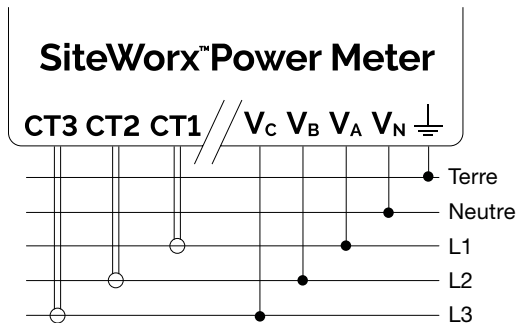 SiteWorx™ Power Meter
CT3 CT2 CT1 VC VB VA VN
Terre
Neutre
L1
L2
L3